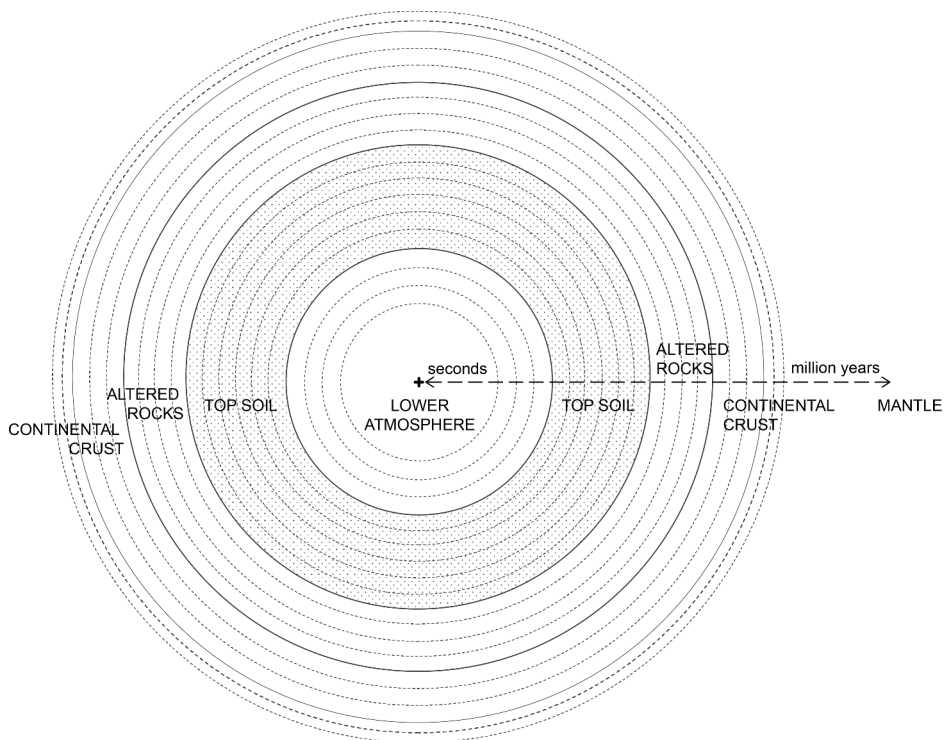 ALTERED
ROCKS
seconds
million years
ALTERED
ROCKS
TOP SOIL
LOWER
ATMOSPHERE
TOP SOIL
CONTINENTAL
CRUST
MANTLE
CONTINENTAL
CRUST